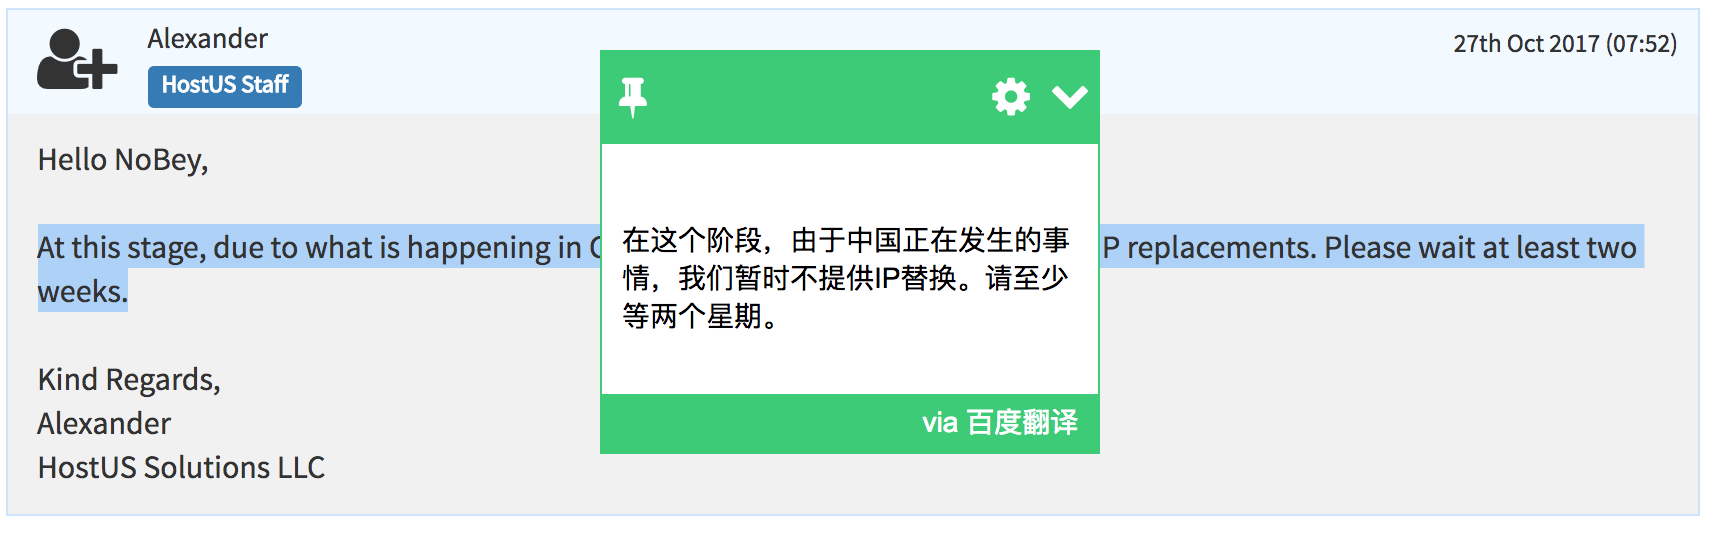 Alexander
HostUS Staff
27th Oct 2017 (07:52)
Hello NoBey,
At this stage, due to what is happening in
P replacements. Please wait at least two
weeks.
在这个阶段，由于中国正在发生的事
情，我们暂时不提供IP替换。请至少
等两个星期。
via 百度翻译
Kind Regards,
Alexander
HostUS Solutions LLC